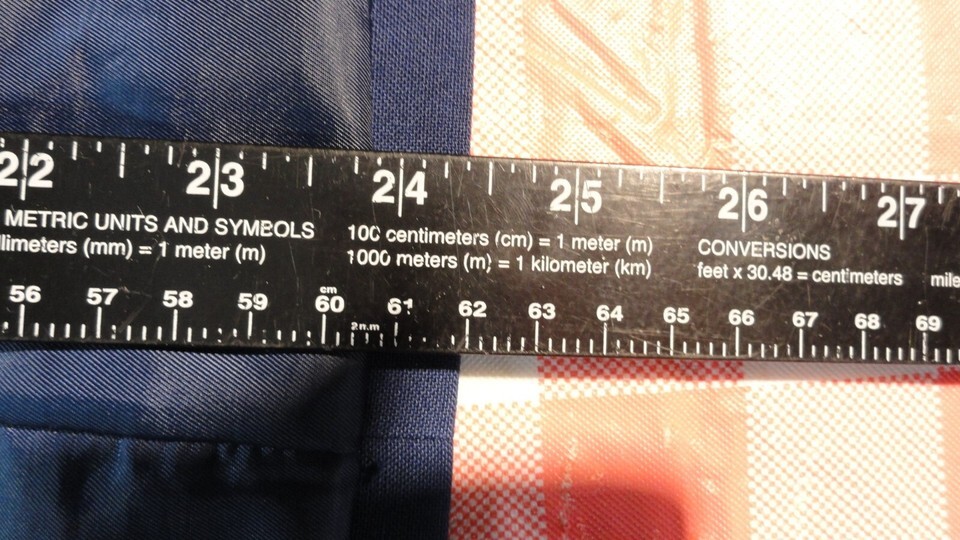 22 23 24 25 26 27
METRIC UNITS AND SYMBOLS
llimeters (mm) = 1 meter (m)
100 centimeters (cm) = 1 meter (m)
1000 meters (m) = 1 kilometer (km)
CONVERSIONS
feet x 30.48 = centimeters mile
cm
56 57 58 59 60 61 62 63 64 65 66 67 68 69